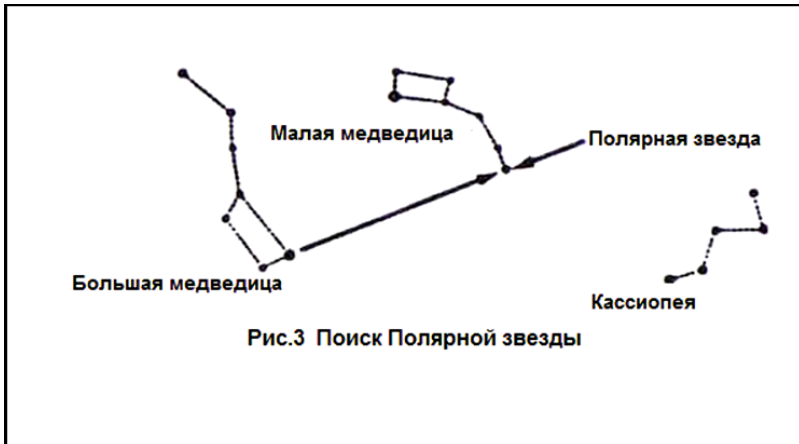 Малая медведица
Полярная звезда
Большая медведица
Кассиопея
Рис.3 Поиск Полярной звезды